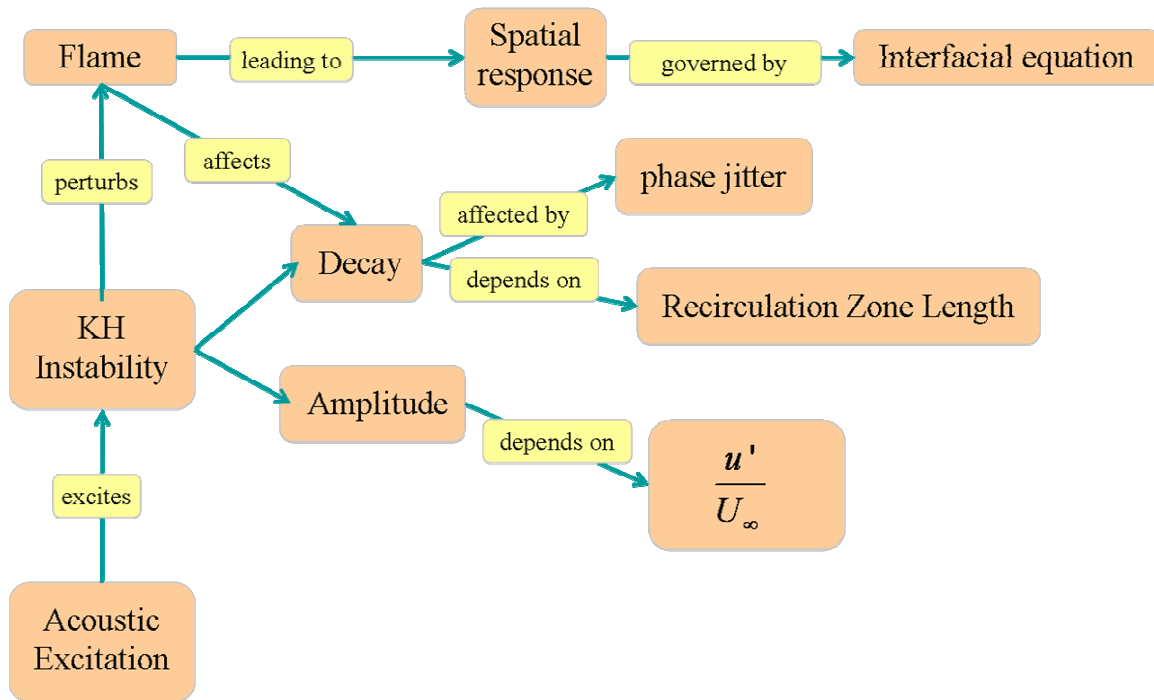 Flame
leading to
Spatial
response
governed by
Interfacial equation
perturbs
affects
phase jitter
affected by
Decay
depends on
Recirculation Zone Length
KH
Instability
Amplitude
depends on
u'
U∞
excites
Acoustic
Excitation